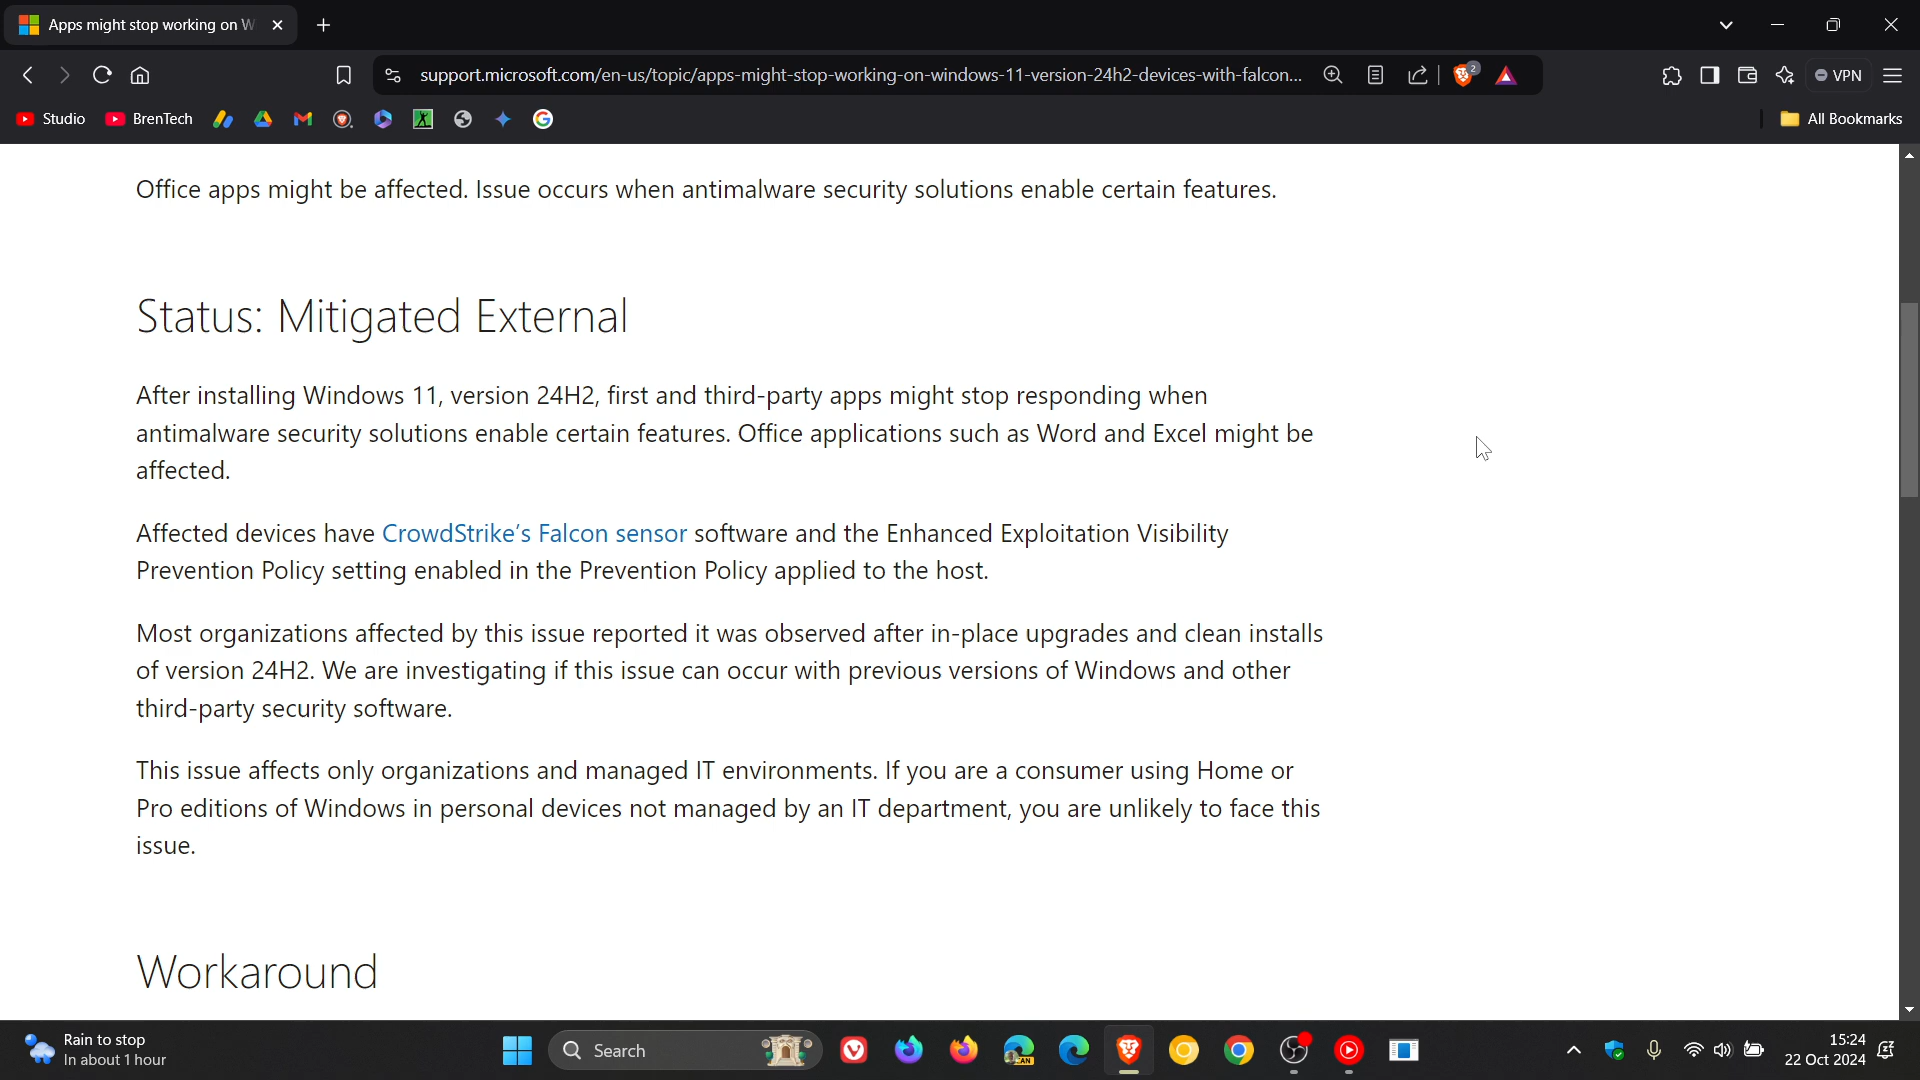 Apps might stop working on W
support.microsoft.com/en-us/topic/apps-might-stop-working-on-windows-11-version-24h2-devices-with-falcon...
2
VPN
Studio
BrenTech
All Bookmarks
Office apps might be affected. Issue occurs when antimalware security solutions enable certain features.
Status: Mitigated External
After installing Windows 11, version 24H2, first and third-party apps might stop responding when
antimalware security solutions enable certain features. Office applications such as Word and Excel might be
affected.
Affected devices have CrowdStrike's Falcon sensor software and the Enhanced Exploitation Visibility
Prevention Policy setting enabled in the Prevention Policy applied to the host.
Most organizations affected by this issue reported it was observed after in-place upgrades and clean installs
of version 24H2. We are investigating if this issue can occur with previous versions of Windows and other
third-party security software.
This issue affects only organizations and managed IT environments. If you are a consumer using Home or
Pro editions of Windows in personal devices not managed by an IT department, you are unlikely to face this
issue.
Workaround
Rain to stop
In about 1 hour
Search
CAN
15:24
22 Oct 2024